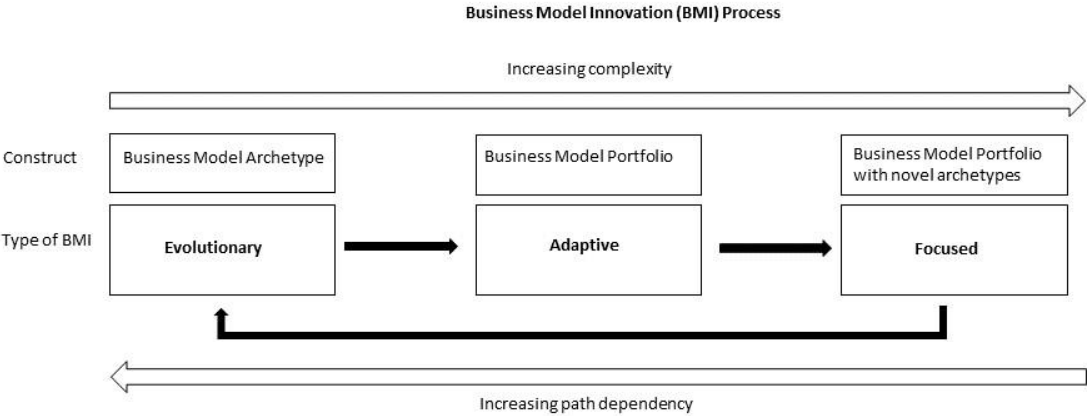 Business Model Innovation (BMI) Process
Increasing complexity
Construct
Business Model Archetype
Business Model Portfolio
Business Model Portfolio
with novel archetypes
Type of BMI
Evolutionary
Adaptive
Focused
Increasing path dependency